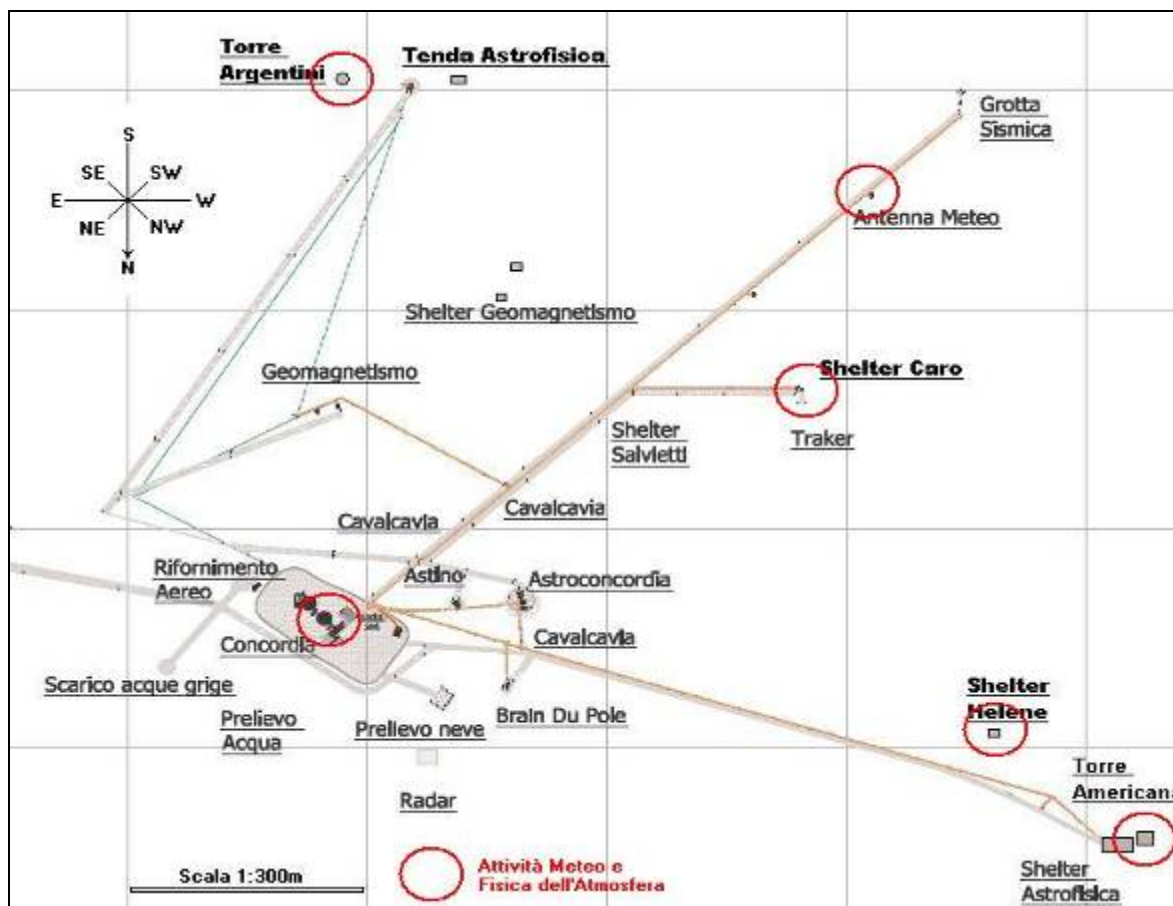 Torre
Argentini
Tenda Astrofisica
Grotta
Sismica
S
SE
SW
E
W
NE
NW
N
Antenna Meteo
Shelter Geomagnetismo
Geomagnetismo
Shelter Caro
Traker
Shelter
Salvietti
Cavalcavia
Cavalcavia
Rifornimento
Aereo
Astino
Astroconcordia
Concordia
Cavalcavia
Scarico acque grige
Prelievo
Acqua
Prelievo neve
Brain Du Pole
Shelter
Helene
Radar
Torre
Americana
Scala 1:300m
Attività Meteo e
Fisica dell'Atmosfera
Shelter
Astrofisica